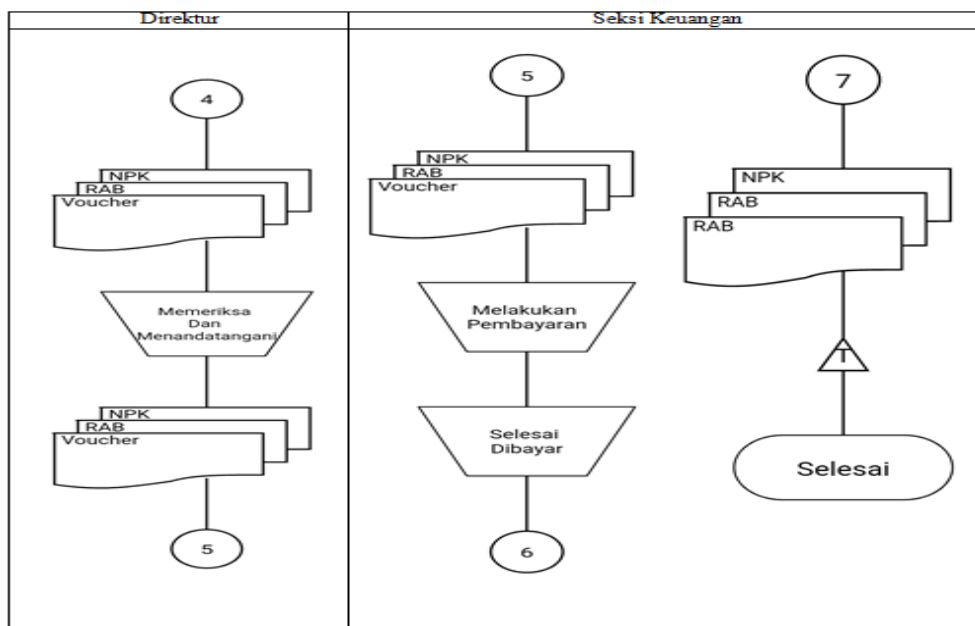 Direktur
4
NPK
RAB
Voucher
Memeriksa
Dan
Menandatangani
NPK
RAB
Voucher
5
Seksi Keuangan
5
NPK
RAB
Voucher
Melakukan
Pembayaran
Selesai
Dibayar
6
7
NPK
RAB
RAB
T
Selesai